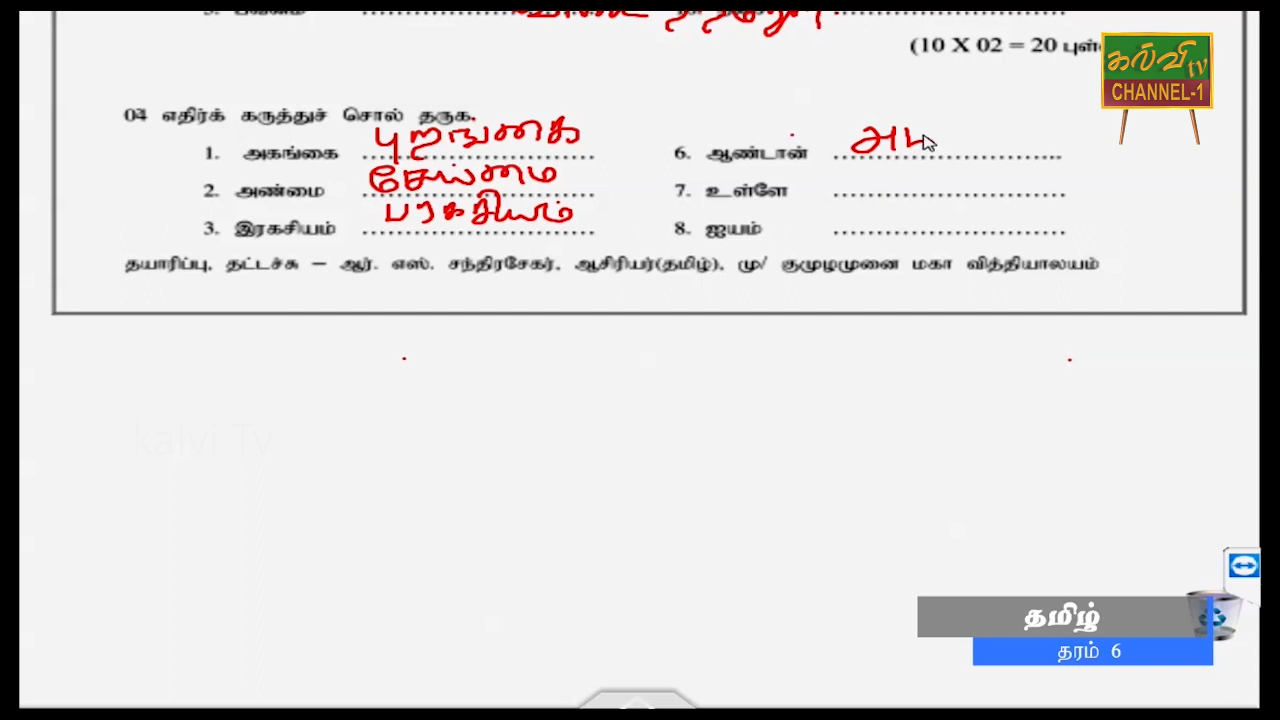 (10 X 02 = 20 புள்
கல்வி tv
CHANNEL-1
04 எதிர்க் கருத்துச் சொல் தருக.
1. அகங்கை புறங்கை
6. ஆண்டான்
2. அண்மை சேய்மை
7. உள்ளே
3. இரகசியம் பரகசியம்
8. ஐயம்
தயாரிப்பு, தட்டச்சு – ஆர். எஸ். சந்திரசேகர், ஆசிரியர்(தமிழ்), மு/ குமுழமுனை மகா வித்தியாலயம்
kalvi Tv
தமிழ்
தரம் 6